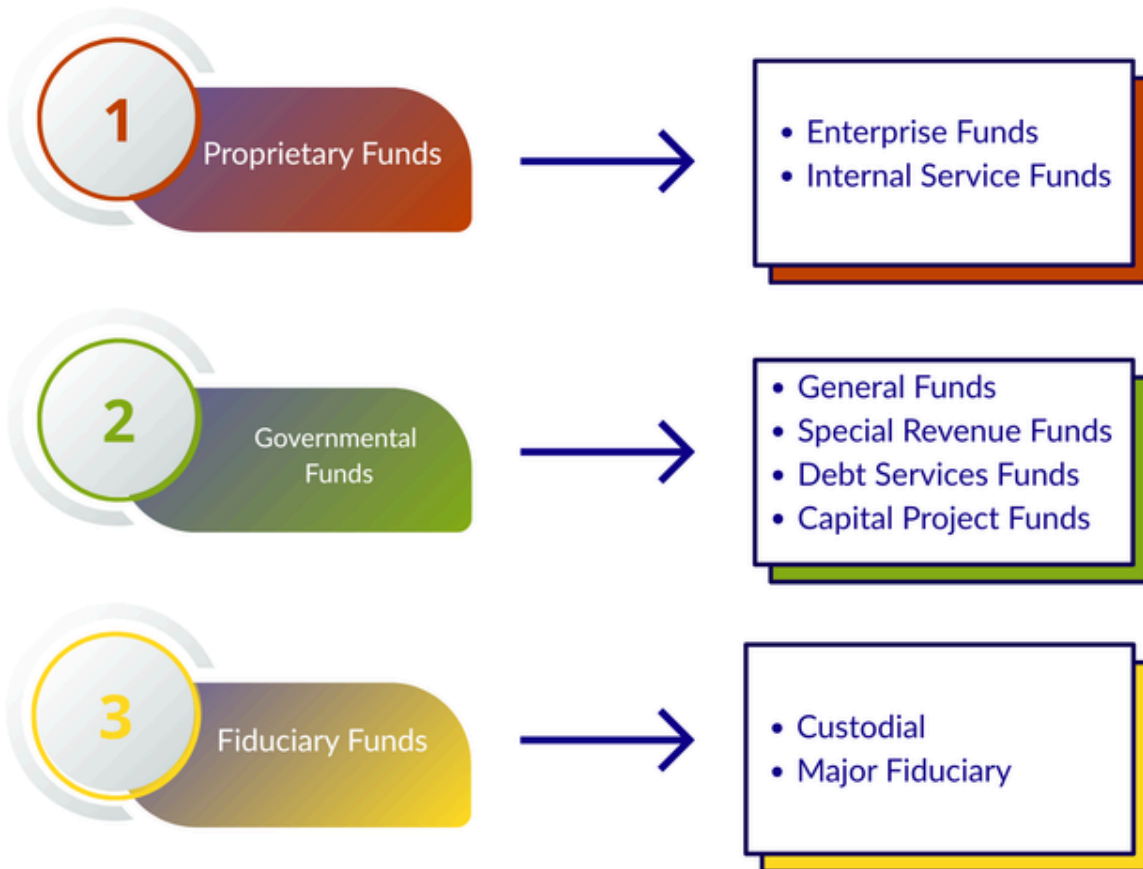 1
Proprietary Funds
• Enterprise Funds
• Internal Service Funds
2
Governmental
Funds
• General Funds
• Special Revenue Funds
• Debt Services Funds
• Capital Project Funds
3
Fiduciary Funds
• Custodial
• Major Fiduciary